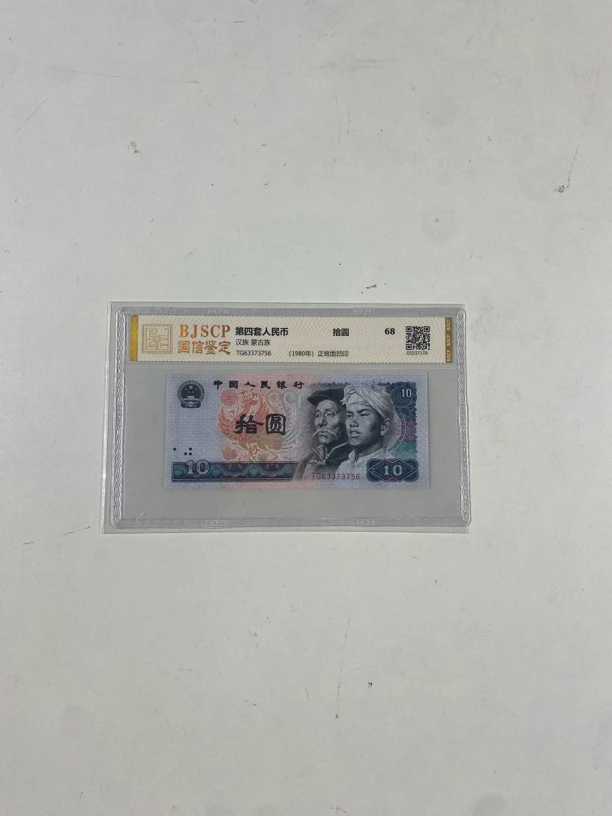 BJSCP
国信鉴定
第四套人民币 拾圆 68
汉族 蒙古族
TG63373756 (1980年) 正背面凹印
中国人民银行
10
拾圆
10
10
TG63373756